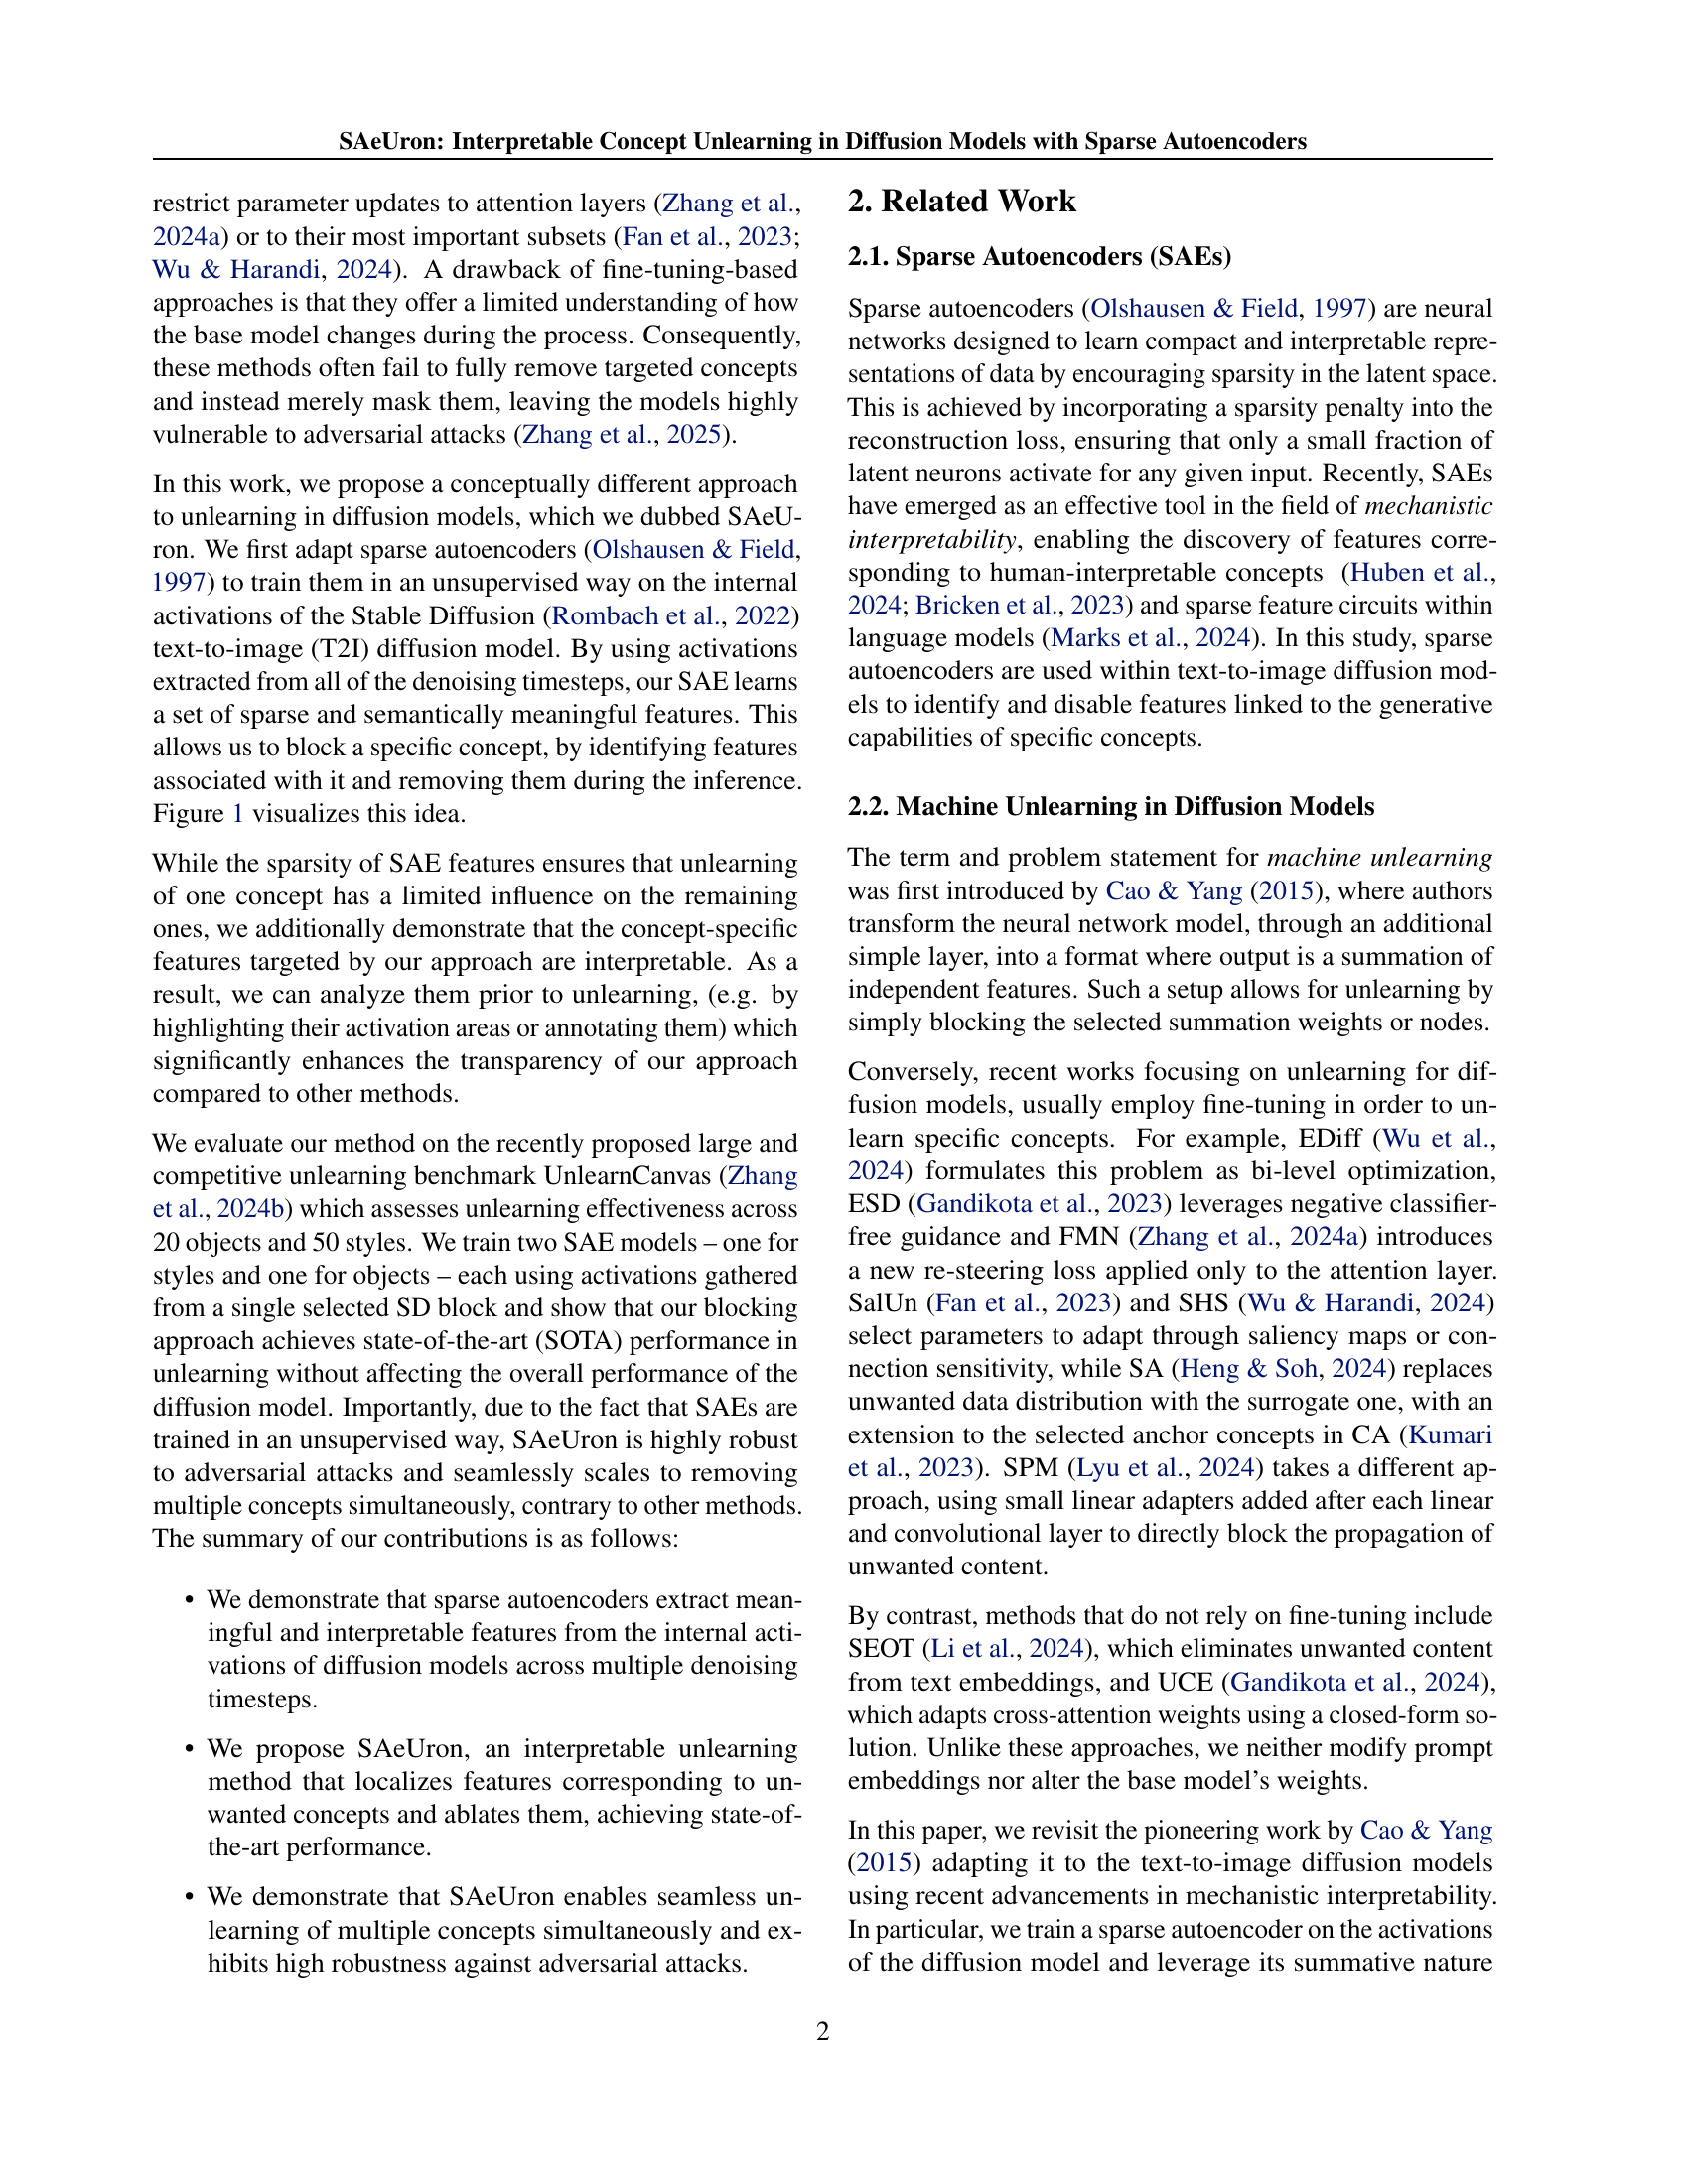 SAeUron: Interpretable Concept Unlearning in Diffusion Models with Sparse Autoencoders
restrict parameter updates to attention layers (Zhang et al.,
2024a) or to their most important subsets (Fan et al., 2023;
Wu & Harandi, 2024). A drawback of fine-tuning-based
approaches is that they offer a limited understanding of how
the base model changes during the process. Consequently,
these methods often fail to fully remove targeted concepts
and instead merely mask them, leaving the models highly
vulnerable to adversarial attacks (Zhang et al., 2025).
In this work, we propose a conceptually different approach
to unlearning in diffusion models, which we dubbed SAeU-
ron. We first adapt sparse autoencoders (Olshausen & Field,
1997) to train them in an unsupervised way on the internal
activations of the Stable Diffusion (Rombach et al., 2022)
text-to-image (T2I) diffusion model. By using activations
extracted from all of the denoising timesteps, our SAE learns
a set of sparse and semantically meaningful features. This
allows us to block a specific concept, by identifying features
associated with it and removing them during the inference.
Figure 1 visualizes this idea.
While the sparsity of SAE features ensures that unlearning
of one concept has a limited influence on the remaining
ones, we additionally demonstrate that the concept-specific
features targeted by our approach are interpretable. As a
result, we can analyze them prior to unlearning, (e.g. by
highlighting their activation areas or annotating them) which
significantly enhances the transparency of our approach
compared to other methods.
We evaluate our method on the recently proposed large and
competitive unlearning benchmark UnlearnCanvas (Zhang
et al., 2024b) which assesses unlearning effectiveness across
20 objects and 50 styles. We train two SAE models – one for
styles and one for objects – each using activations gathered
from a single selected SD block and show that our blocking
approach achieves state-of-the-art (SOTA) performance in
unlearning without affecting the overall performance of the
diffusion model. Importantly, due to the fact that SAEs are
trained in an unsupervised way, SAeUron is highly robust
to adversarial attacks and seamlessly scales to removing
multiple concepts simultaneously, contrary to other methods.
The summary of our contributions is as follows:
• We demonstrate that sparse autoencoders extract mean-
ingful and interpretable features from the internal acti-
vations of diffusion models across multiple denoising
timesteps.
• We propose SAeUron, an interpretable unlearning
method that localizes features corresponding to un-
wanted concepts and ablates them, achieving state-of-
the-art performance.
• We demonstrate that SAeUron enables seamless un-
learning of multiple concepts simultaneously and ex-
hibits high robustness against adversarial attacks.
2. Related Work
2.1. Sparse Autoencoders (SAEs)
Sparse autoencoders (Olshausen & Field, 1997) are neural
networks designed to learn compact and interpretable repre-
sentations of data by encouraging sparsity in the latent space.
This is achieved by incorporating a sparsity penalty into the
reconstruction loss, ensuring that only a small fraction of
latent neurons activate for any given input. Recently, SAEs
have emerged as an effective tool in the field of mechanistic
interpretability, enabling the discovery of features corre-
sponding to human-interpretable concepts (Huben et al.,
2024; Bricken et al., 2023) and sparse feature circuits within
language models (Marks et al., 2024). In this study, sparse
autoencoders are used within text-to-image diffusion mod-
els to identify and disable features linked to the generative
capabilities of specific concepts.
2.2. Machine Unlearning in Diffusion Models
The term and problem statement for machine unlearning
was first introduced by Cao & Yang (2015), where authors
transform the neural network model, through an additional
simple layer, into a format where output is a summation of
independent features. Such a setup allows for unlearning by
simply blocking the selected summation weights or nodes.
Conversely, recent works focusing on unlearning for dif-
fusion models, usually employ fine-tuning in order to un-
learn specific concepts. For example, EDiff (Wu et al.,
2024) formulates this problem as bi-level optimization,
ESD (Gandikota et al., 2023) leverages negative classifier-
free guidance and FMN (Zhang et al., 2024a) introduces
a new re-steering loss applied only to the attention layer.
SalUn (Fan et al., 2023) and SHS (Wu & Harandi, 2024)
select parameters to adapt through saliency maps or con-
nection sensitivity, while SA (Heng & Soh, 2024) replaces
unwanted data distribution with the surrogate one, with an
extension to the selected anchor concepts in CA (Kumari
et al., 2023). SPM (Lyu et al., 2024) takes a different ap-
proach, using small linear adapters added after each linear
and convolutional layer to directly block the propagation of
unwanted content.
By contrast, methods that do not rely on fine-tuning include
SEOT (Li et al., 2024), which eliminates unwanted content
from text embeddings, and UCE (Gandikota et al., 2024),
which adapts cross-attention weights using a closed-form so-
lution. Unlike these approaches, we neither modify prompt
embeddings nor alter the base model's weights.
In this paper, we revisit the pioneering work by Cao & Yang
(2015) adapting it to the text-to-image diffusion models
using recent advancements in mechanistic interpretability.
In particular, we train a sparse autoencoder on the activations
of the diffusion model and leverage its summative nature
2